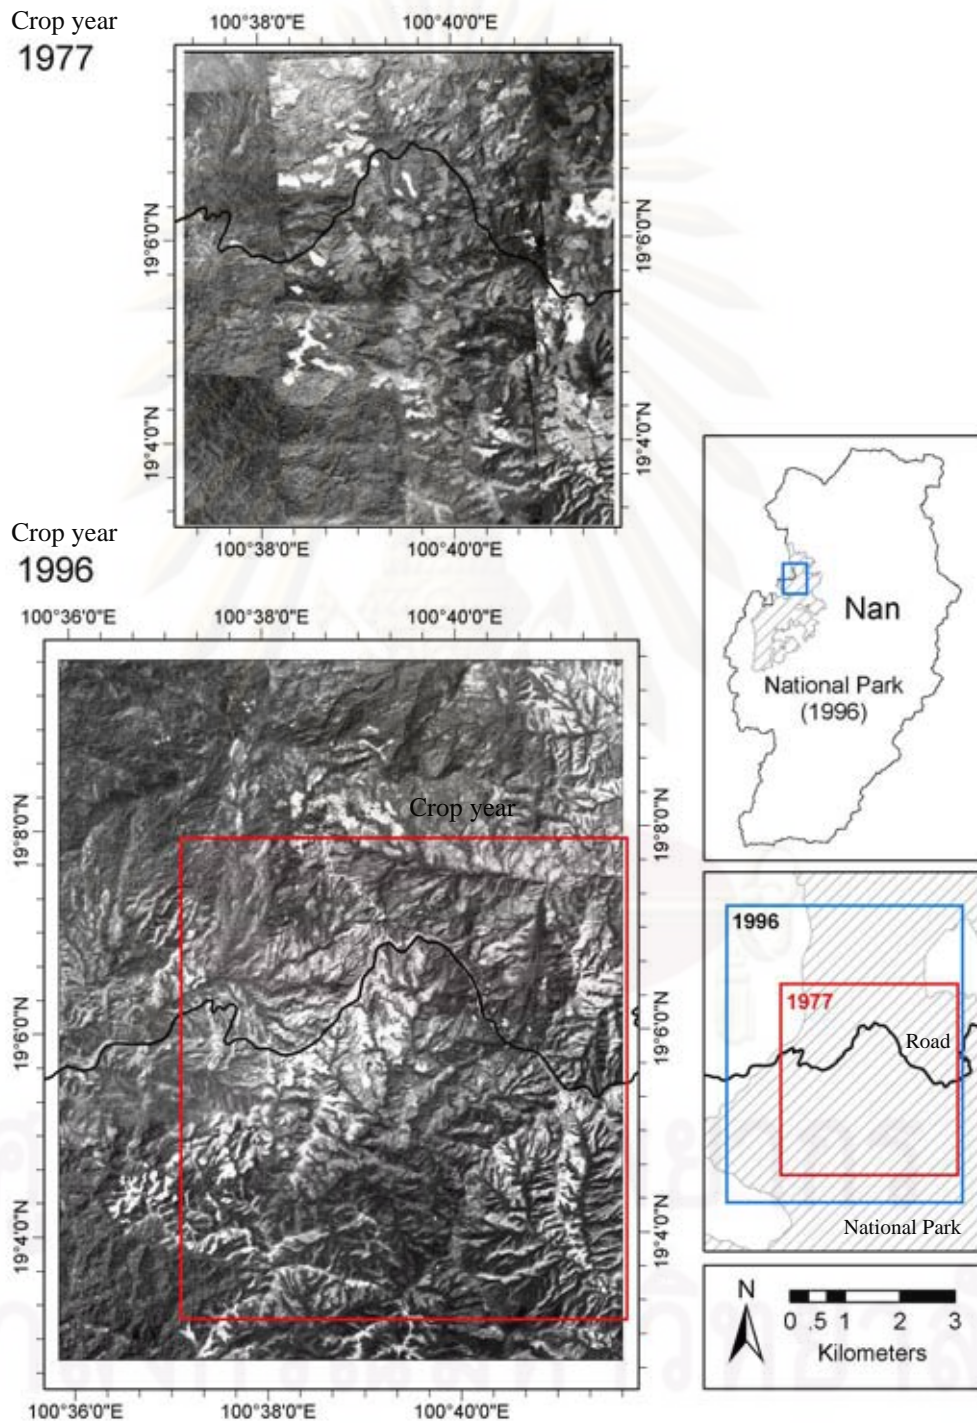 Crop year
1977
100°38'0"E
100°40'0"E
19°6'0"N
19°6'0"N
19°4'0"N
19°4'0"N
100°38'0"E
100°40'0"E
Crop year
1996
100°36'0"E
100°38'0"E
100°40'0"E
Crop year
19°8'0"N
19°8'0"N
19°6'0"N
19°6'0"N
19°4'0"N
19°4'0"N
100°36'0"E
100°38'0"E
100°40'0"E
Nan
National Park
(1996)
1996
1977
Road
National Park
N
0 .5 1 2 3
Kilometers